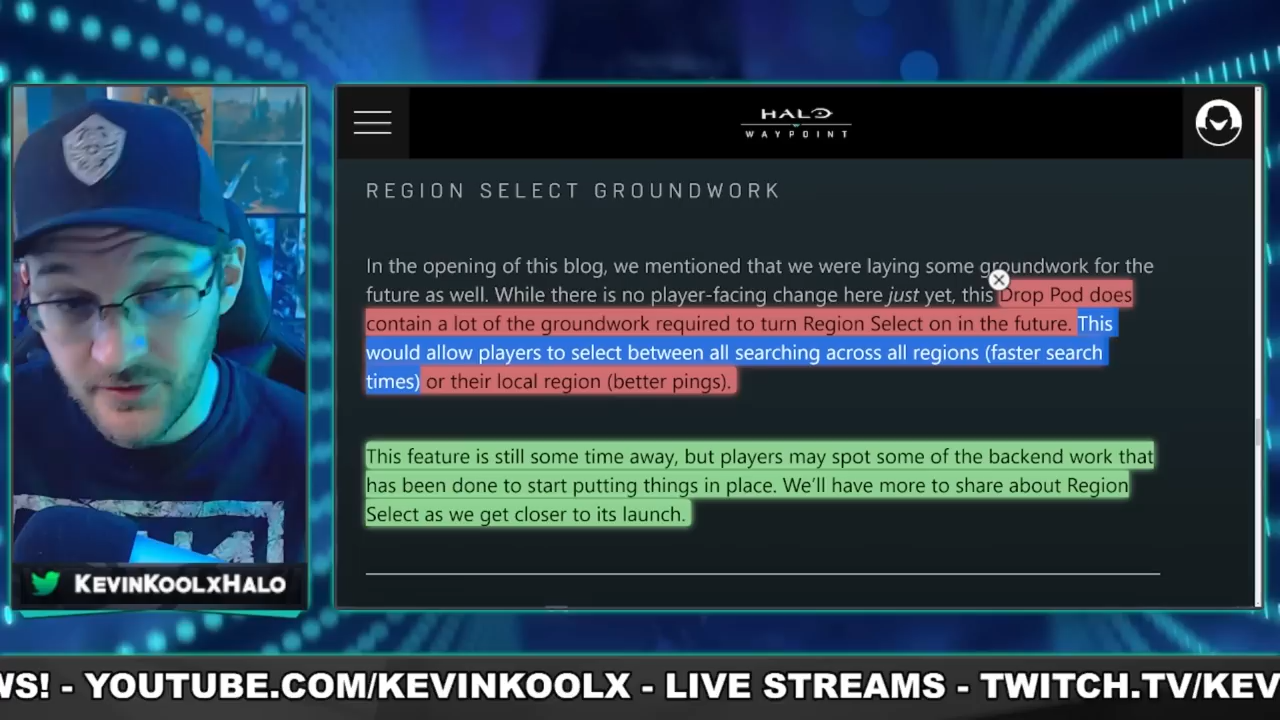 HALO
WAYPOINT
REGION SELECT GROUNDWORK
In the opening of this blog, we mentioned that we were laying some groundwork for the
future as well. While there is no player-facing change here just yet, this Drop Pod does
contain a lot of the groundwork required to turn Region Select on in the future. This
would allow players to select between all searching across all regions (faster search
times) or their local region (better pings).
This feature is still some time away, but players may spot some of the backend work that
has been done to start putting things in place. We'll have more to share about Region
Select as we get closer to its launch.
KEVINKOOLXHALO
WS! - YOUTUBE.COM/KEVINKOOLX - LIVE STREAMS - TWITCH.TV/KEV